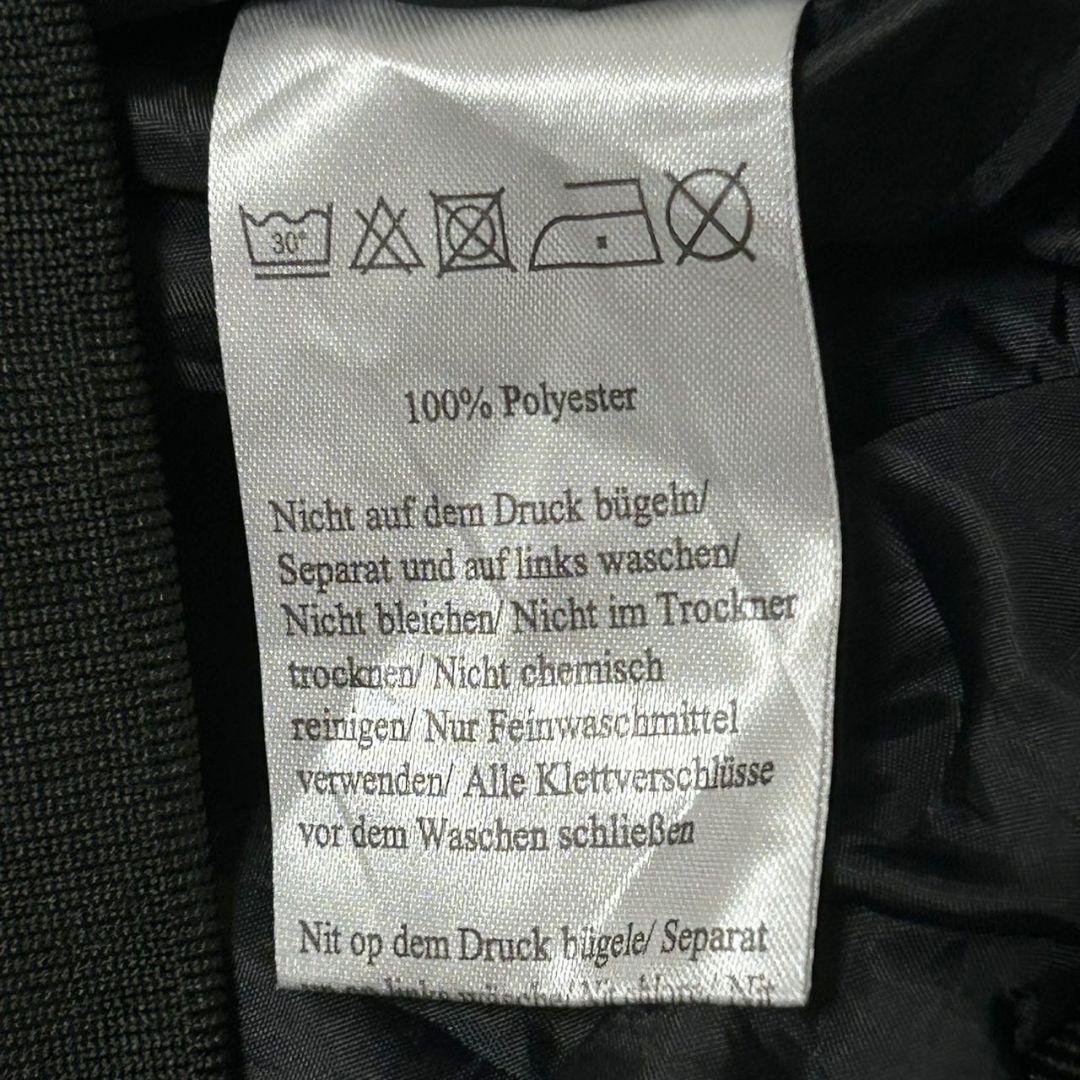 30°
100% Polyester
Nicht auf dem Druck bügeln/
Separat und auf links waschen/
Nicht bleichen/ Nicht im Trockner
trocknen/ Nicht chemisch
reinigen/ Nur Feinwaschmittel
verwenden/ Alle Klettverschlüsse
vor dem Waschen schließen
Nit op dem Druck bügele/ Separat